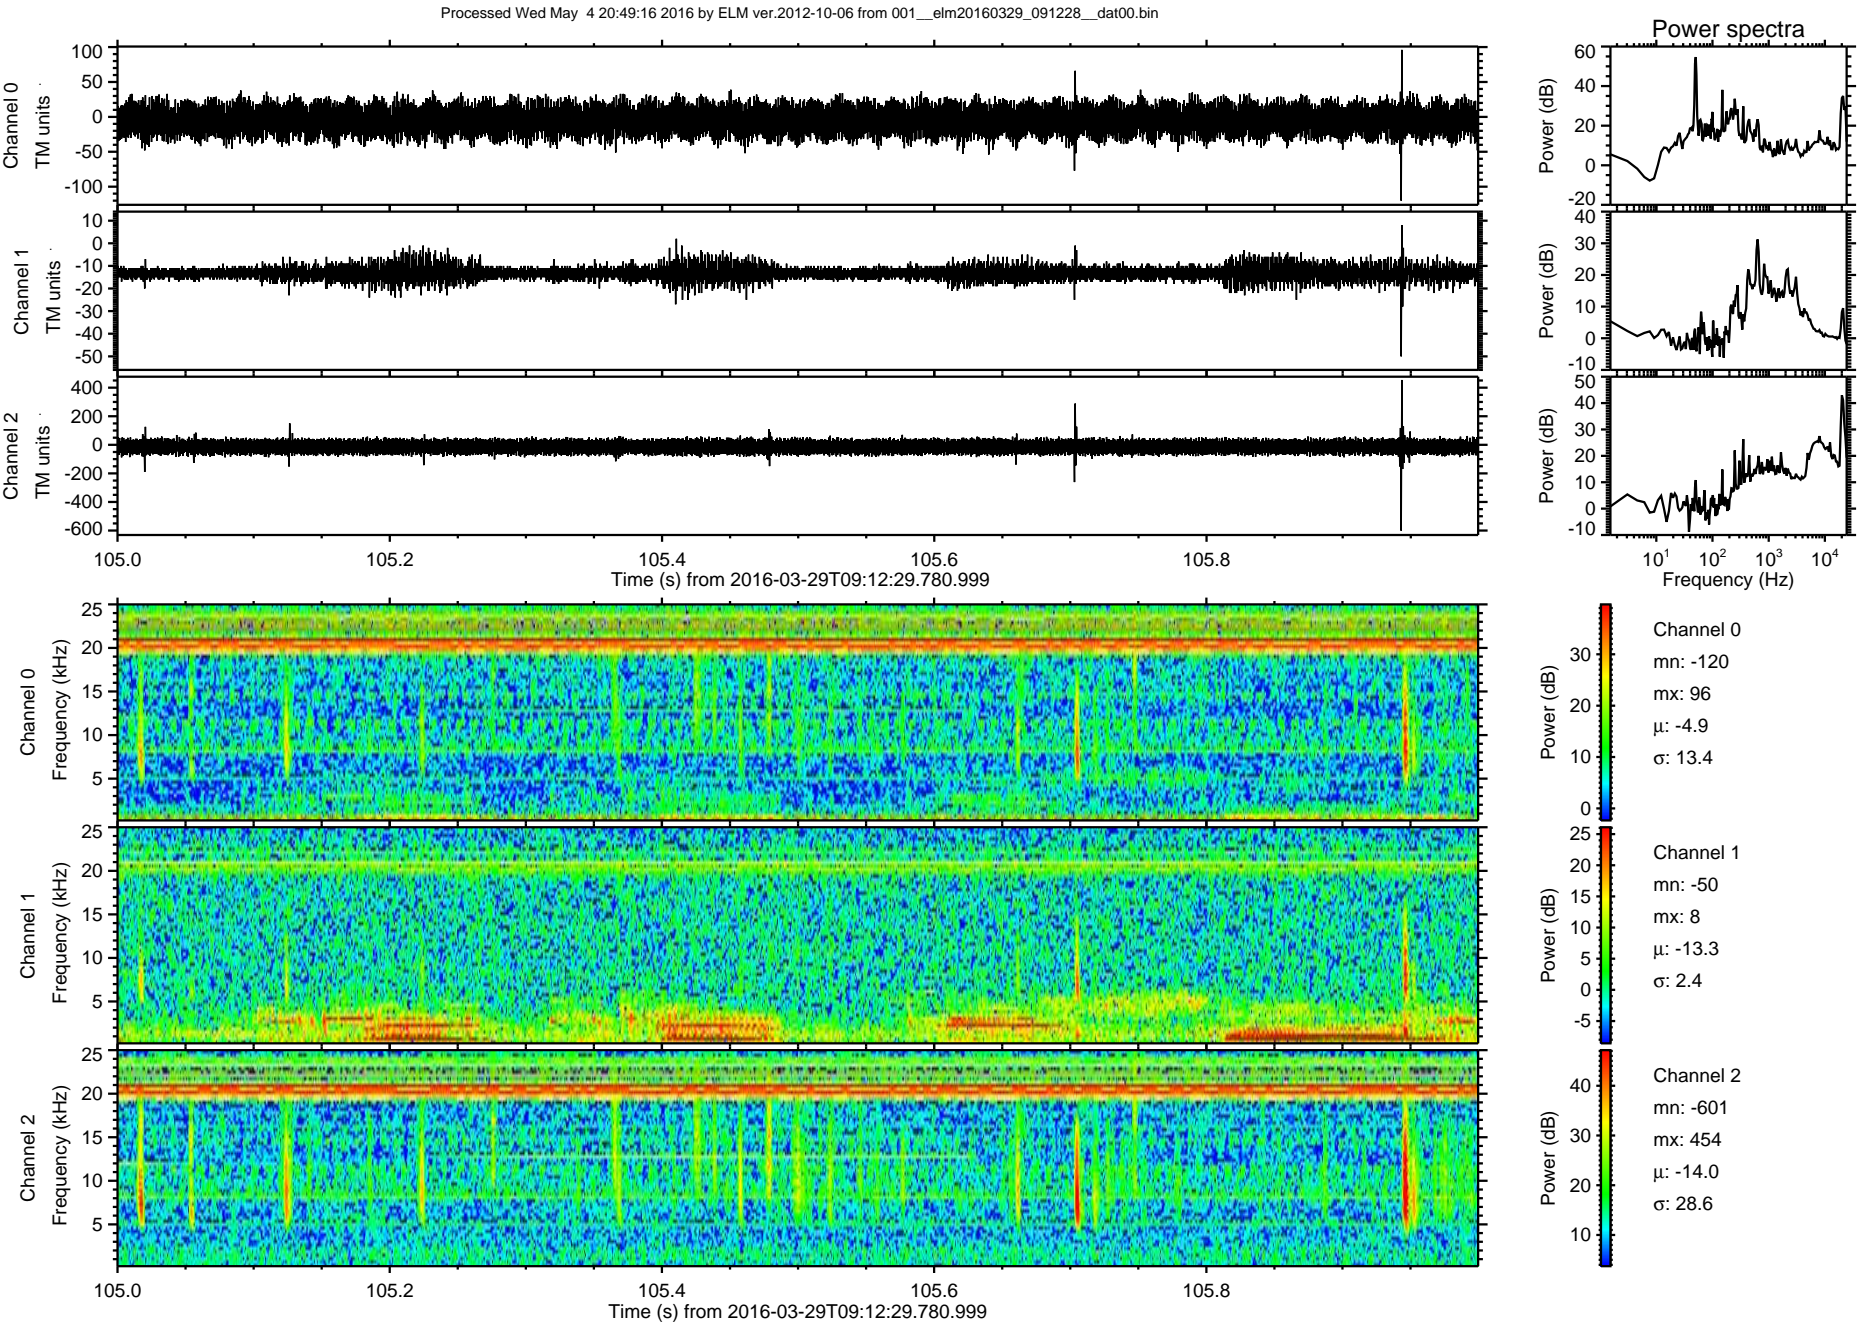 Processed Wed May  4 20:49:16 2016 by ELM ver.2012-10-06 from 001__elm20160329_091228__dat00.bin
Power spectra
Channel 0
TM units
100
50
0
-50
-100
Power (dB)
60
40
20
0
-20
Channel 1
TM units
10
0
-10
-20
-30
-40
-50
Power (dB)
40
30
20
10
0
-10
Channel 2
TM units
400
200
0
-200
-400
-600
Power (dB)
50
40
30
20
10
0
-10
105.0
105.2
105.4
105.6
105.8
Time (s) from 2016-03-29T09:12:29.780.999
10^1
10^2
10^3
10^4
Frequency (Hz)
Channel 0
Frequency (kHz)
25
20
15
10
5
Power (dB)
30
20
10
0
Channel 0
mn: -120
mx: 96
μ: -4.9
σ: 13.4
Channel 1
Frequency (kHz)
25
20
15
10
5
Power (dB)
25
20
15
10
5
0
-5
Channel 1
mn: -50
mx: 8
μ: -13.3
σ: 2.4
Channel 2
Frequency (kHz)
25
20
15
10
5
Power (dB)
40
30
20
10
Channel 2
mn: -601
mx: 454
μ: -14.0
σ: 28.6
105.0
105.2
105.4
105.6
105.8
Time (s) from 2016-03-29T09:12:29.780.999